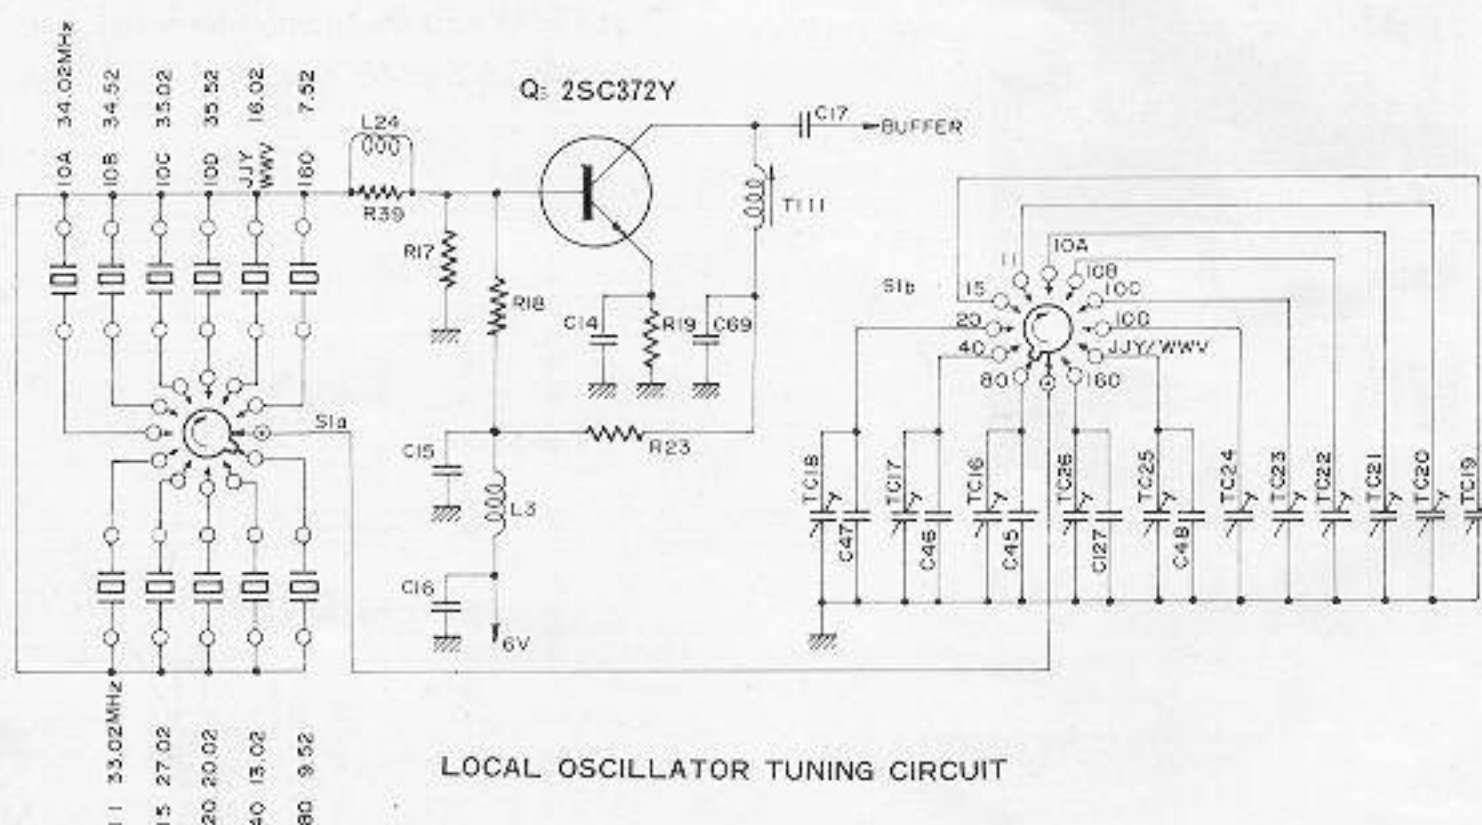 10A 34.02MHz
10B 34.52
10C 35.02
10D 35.52
JJY
WWV 16.02
160 7.52
L24
R39
Q5 2SC372Y
C17
BUFFER
T111
R17
R18
C14
R19
C69
S1a
C15
R23
L3
C16
6V
S1b
11
10A
10B
15
10C
20
10D
40
JJY/WWV
80
160
TC18
C47
TC17
C46
TC16
C45
TC26
C127
TC25
C48
TC24
TC23
TC22
TC21
TC20
TC19
11 33.02MHz
15 27.02
20 20.02
40 13.02
80 9.52
LOCAL OSCILLATOR TUNING CIRCUIT